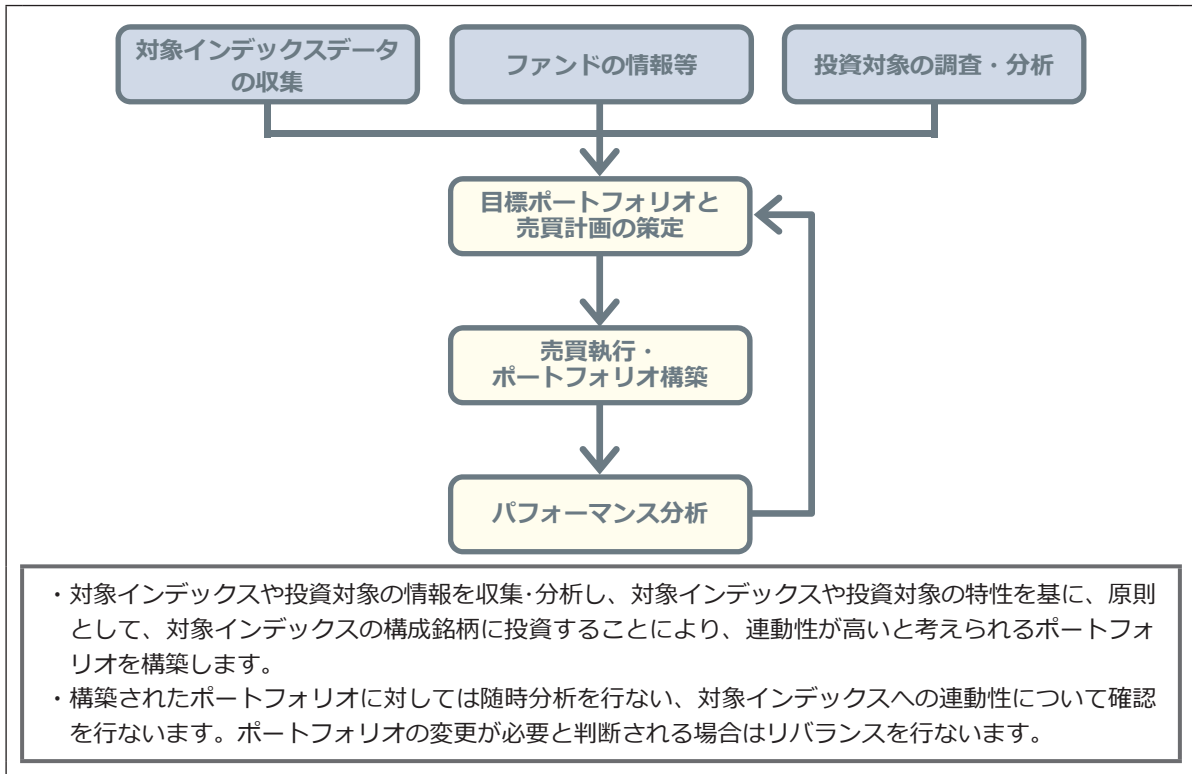 対象インデックスデータ
の収集
ファンドの情報等
投資対象の調査・分析
目標ポートフォリオと
売買計画の策定
売買執行・
ポートフォリオ構築
パフォーマンス分析
・対象インデックスや投資対象の情報を収集・分析し、対象インデックスや投資対象の特性を基に、原則
として、対象インデックスの構成銘柄に投資することにより、連動性が高いと考えられるポートフォ
リオを構築します。
・構築されたポートフォリオに対しては随時分析を行ない、対象インデックスへの連動性について確認
を行ないます。ポートフォリオの変更が必要と判断される場合はリバランスを行ないます。